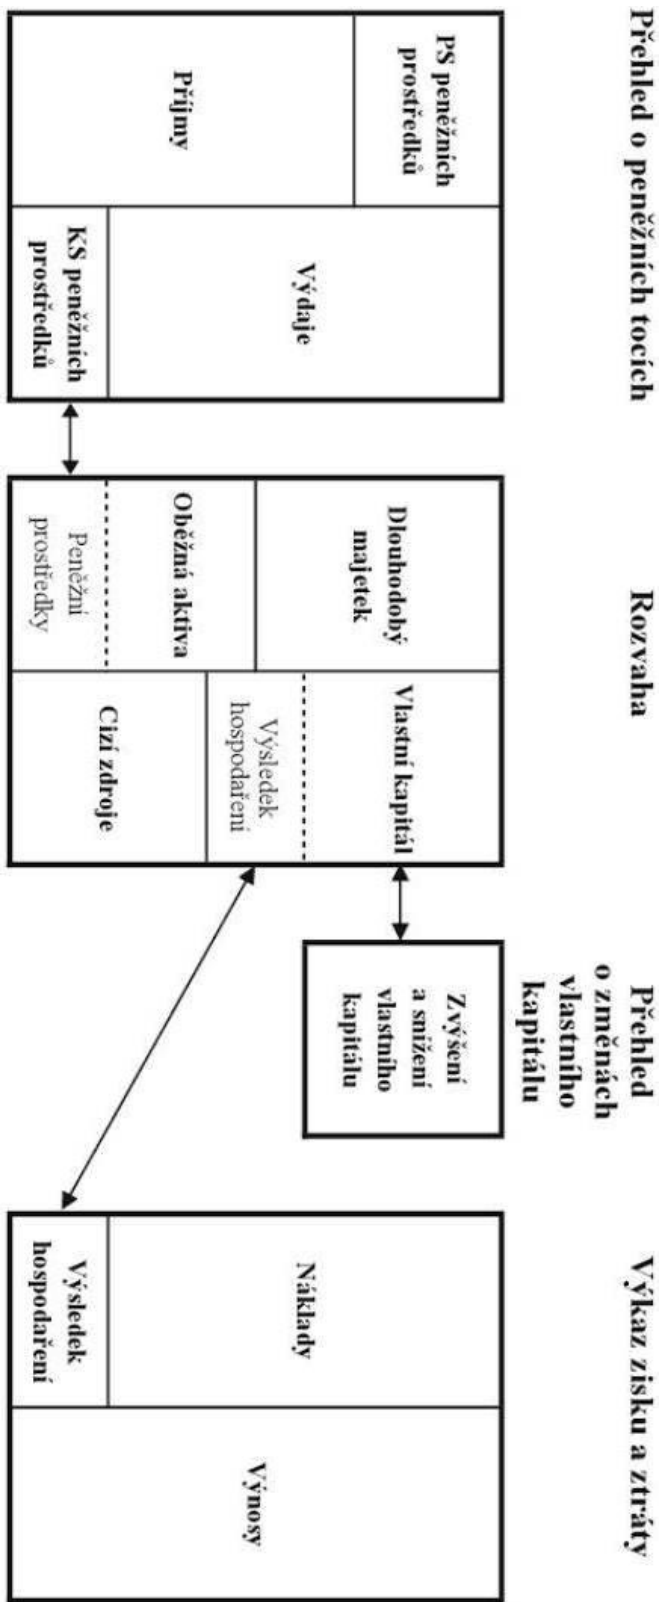 Přehled o peněžních tocích
PS peněžních
prostředků
Příjmy
Výdaje
KS peněžních
prostředků
Rozvaha
Dlouhodobý
majetek
Oběžná aktiva
Peněžní
prostředky
Vlastní kapitál
Výsledek
hospodaření
Cizí zdroje
Přehled
o změnách
vlastního
kapitálu
Zvýšení
a snížení
vlastního
kapitálu
Výkaz zisku a ztráty
Náklady
Výsledek
hospodaření
Výnosy